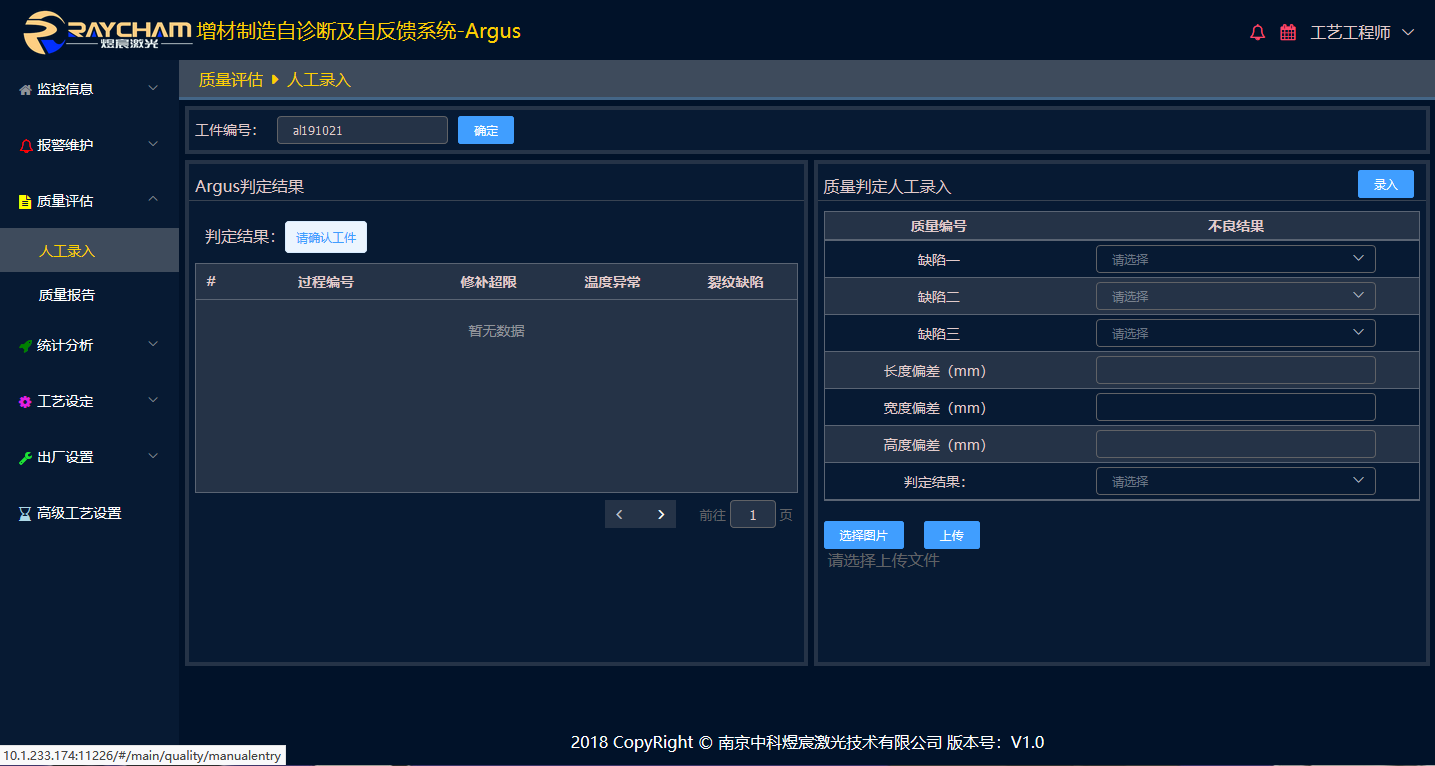 RAYCHAM 增材制造自诊断及自反馈系统-Argus
煜宸激光
工艺工程师
监控信息
报警维护
质量评估
人工录入
质量报告
统计分析
工艺设定
出厂设置
高级工艺设置
质量评估 人工录入
工件编号： al191021 确定
Argus判定结果
判定结果： 请确认工件
# 过程编号 修补超限 温度异常 裂纹缺陷
暂无数据
前往 1 页
质量判定人工录入 录入
质量编号 不良结果
缺陷一 请选择
缺陷二 请选择
缺陷三 请选择
长度偏差（mm）
宽度偏差（mm）
高度偏差（mm）
判定结果： 请选择
选择图片 上传
请选择上传文件
2018 CopyRight © 南京中科煜宸激光技术有限公司 版本号：V1.0
10.1.233.174:11226/#/main/quality/manualentry